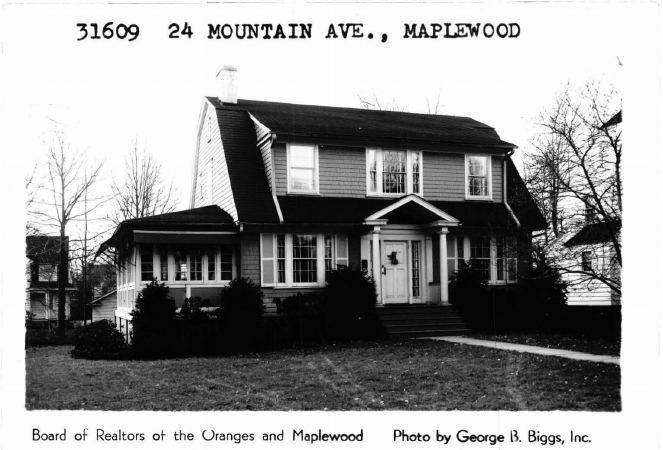 31609 24 MOUNTAIN AVE., MAPLEWOOD
Board of Realtors of the Oranges and Maplewood Photo by George B. Biggs, Inc.